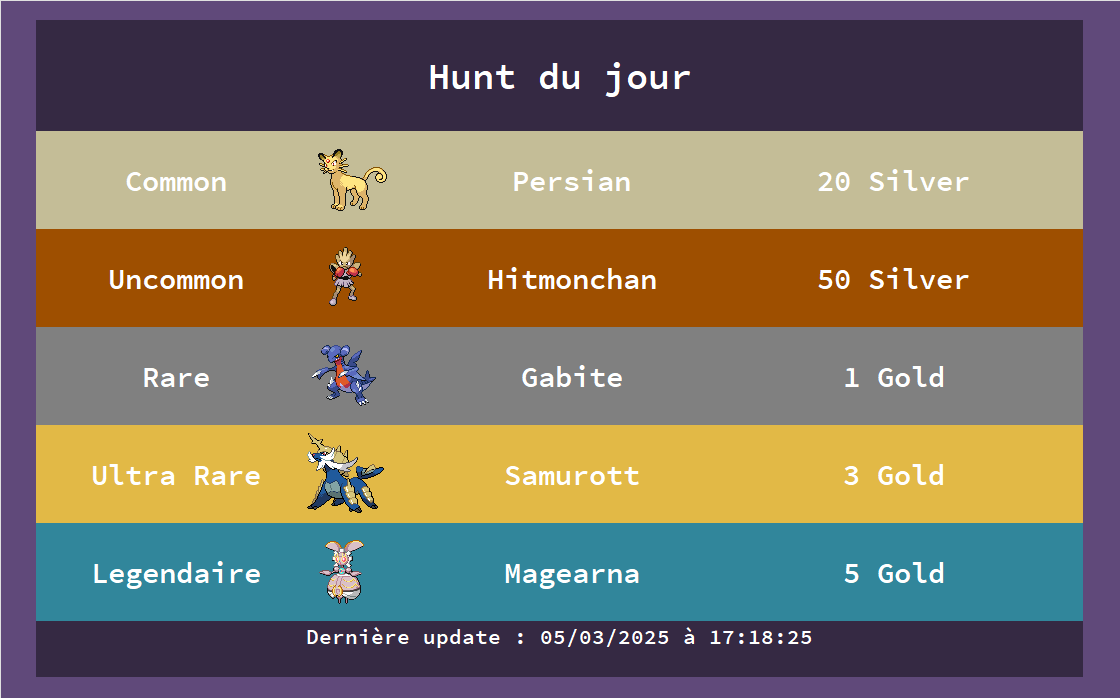 Hunt du jour
Common Persian 20 Silver
Uncommon Hitmonchan 50 Silver
Rare Gabite 1 Gold
Ultra Rare Samurott 3 Gold
Legendaire Magearna 5 Gold
Dernière update : 05/03/2025 à 17:18:25